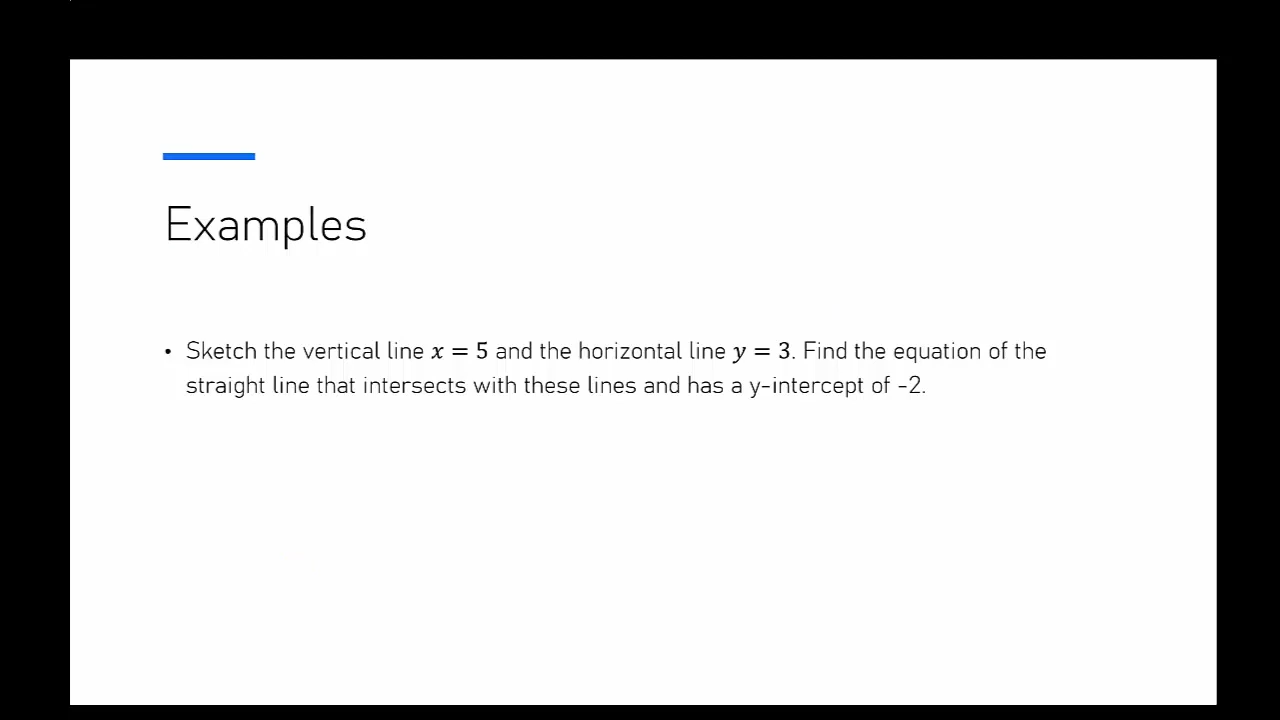 Examples
• Sketch the vertical line 𝑥 = 5 and the horizontal line 𝑦 = 3. Find the equation of the
straight line that intersects with these lines and has a y-intercept of -2.